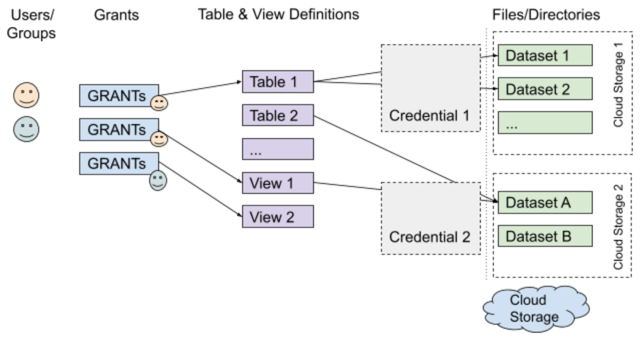 Users/
Groups
Grants
Table & View Definitions
Files/Directories
GRANTs
GRANTs
GRANTs
Table 1
Table 2
...
View 1
View 2
Credential 1
Credential 2
Dataset 1
Dataset 2
...
Cloud Storage 1
Dataset A
Dataset B
Cloud Storage 2
Cloud
Storage